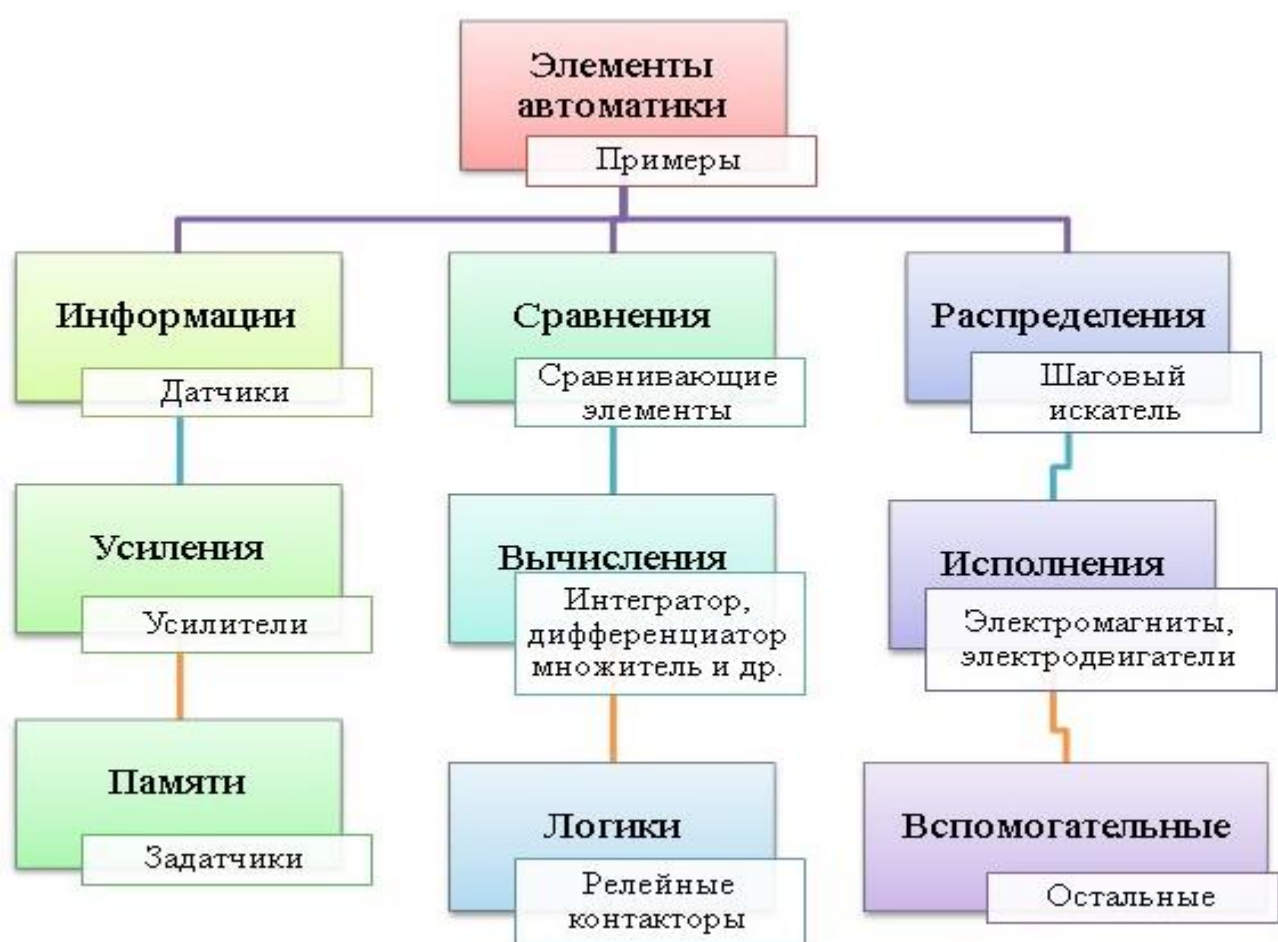 Элементы
автоматики
Примеры
Информации
Датчики
Сравнения
Сравнивающие
элементы
Распределения
Шаговый
искатель
Усиления
Усилители
Вычисления
Интегратор,
дифференциатор
множитель и др.
Исполнения
Электромагниты,
электродвигатели
Памяти
Задатчики
Логики
Релейные
контакторы
Вспомогательные
Остальные